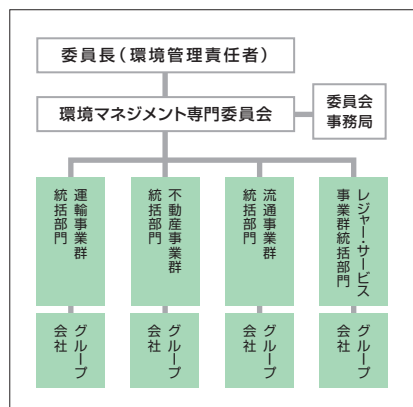 委員長（環境管理責任者）
環境マネジメント専門委員会
委員会
事務局
運輸事業群
統括部門
不動産事業群
統括部門
流通事業群
統括部門
レジャー・サービス
事業群統括部門
グループ
会社
グループ
会社
グループ
会社
グループ
会社